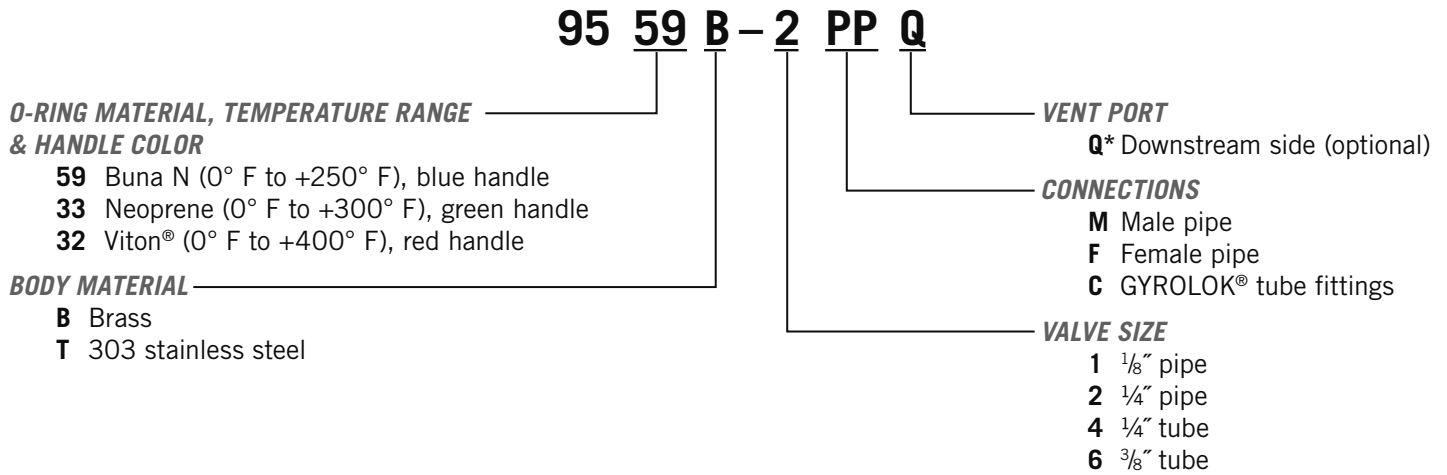 95 59 B – 2 PP Q
O-RING MATERIAL, TEMPERATURE RANGE
& HANDLE COLOR
59 Buna N (0° F to +250° F), blue handle
33 Neoprene (0° F to +300° F), green handle
32 Viton® (0° F to +400° F), red handle
BODY MATERIAL
B Brass
T 303 stainless steel
VENT PORT
Q* Downstream side (optional)
CONNECTIONS
M Male pipe
F Female pipe
C GYROLOK® tube fittings
VALVE SIZE
1 ⅛˝ pipe
2 ¼˝ pipe
4 ¼˝ tube
6 ⅜˝ tube